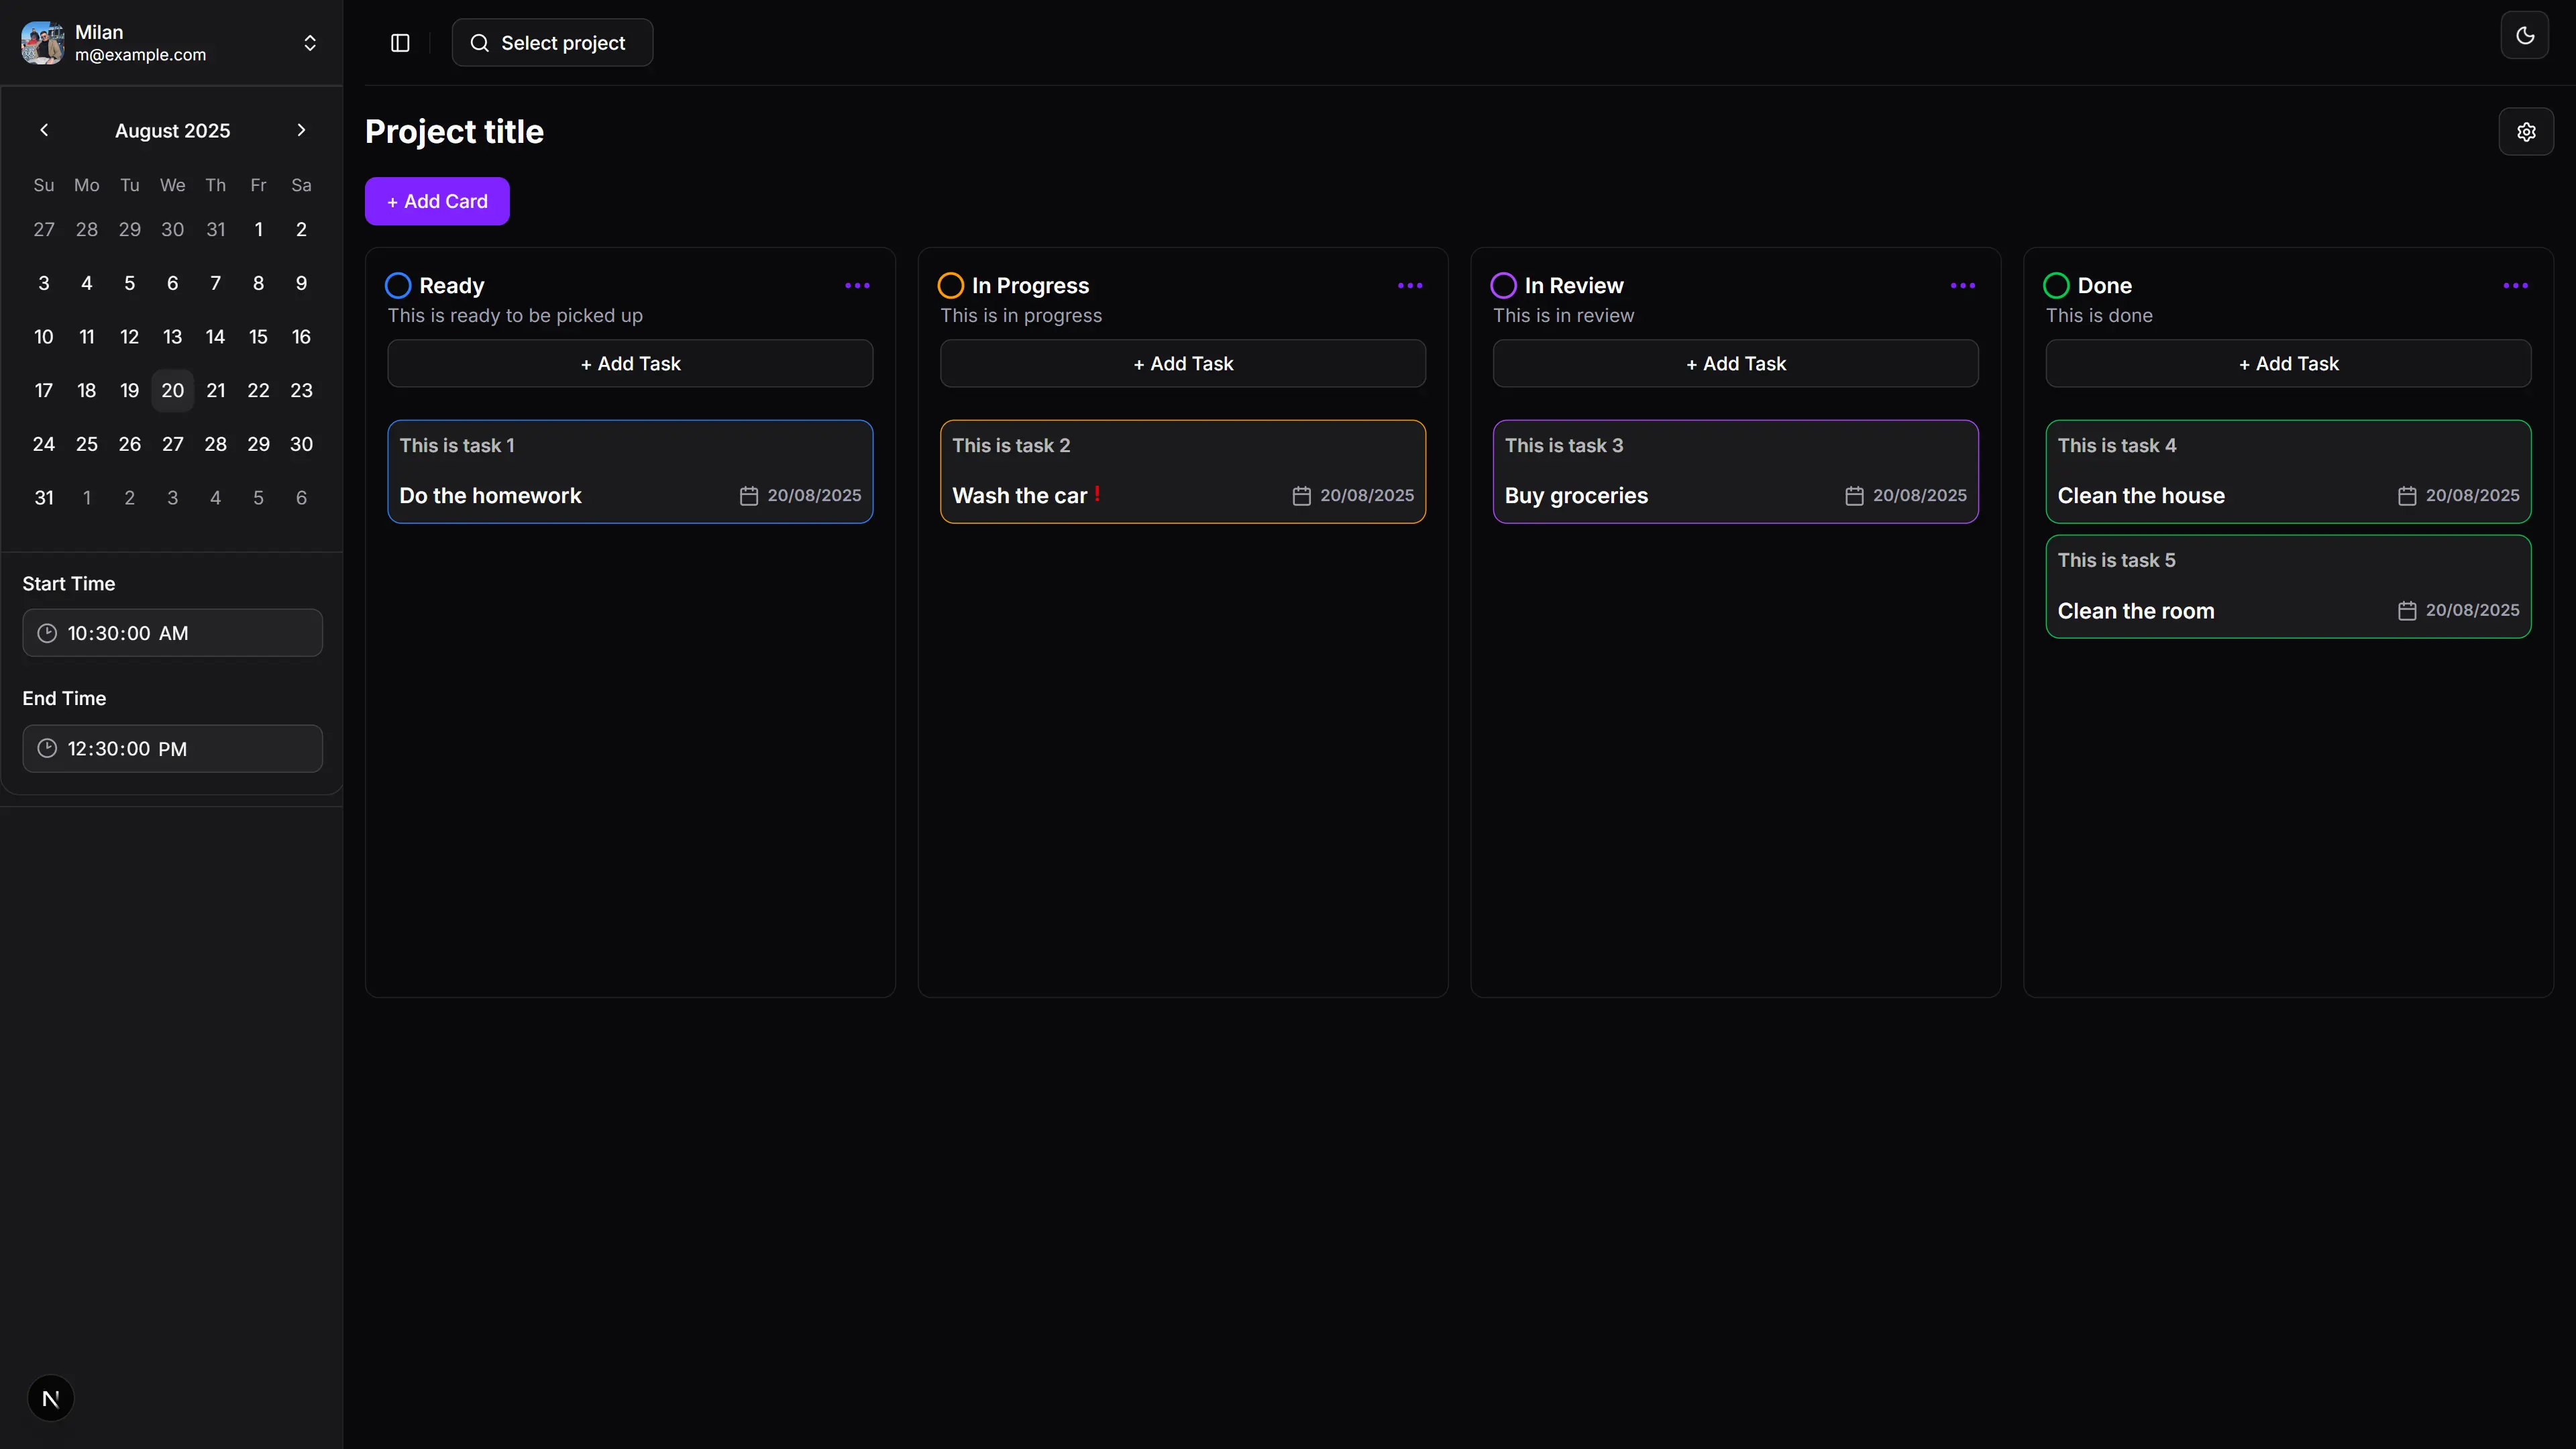 Milan
m@example.com
Select project
August 2025
Su Mo Tu We Th Fr Sa
27 28 29 30 31 1 2
3 4 5 6 7 8 9
10 11 12 13 14 15 16
17 18 19 20 21 22 23
24 25 26 27 28 29 30
31 1 2 3 4 5 6
Start Time
10:30:00 AM
End Time
12:30:00 PM
N
Project title
+ Add Card
Ready
This is ready to be picked up
+ Add Task
This is task 1
Do the homework 20/08/2025
In Progress
This is in progress
+ Add Task
This is task 2
Wash the car ! 20/08/2025
In Review
This is in review
+ Add Task
This is task 3
Buy groceries 20/08/2025
Done
This is done
+ Add Task
This is task 4
Clean the house 20/08/2025
This is task 5
Clean the room 20/08/2025